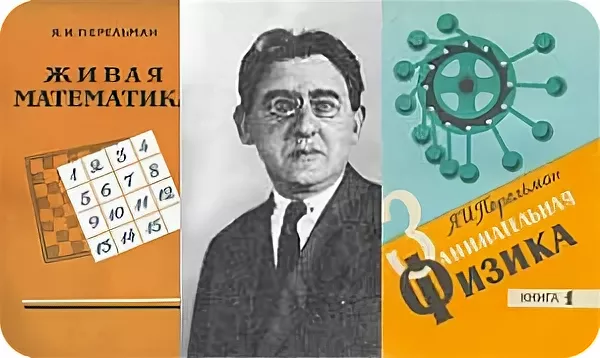 Я. И. ПЕРЕЛЬМАН
ЖИВАЯ
МАТЕМАТИК
1 2 3 4
5 6 7 8
9 10 11 12
13 14 15
Я.И.Перельман
ЗАНИМАТЕЛЬНАЯ
ФИЗИКА
КНИГА 1